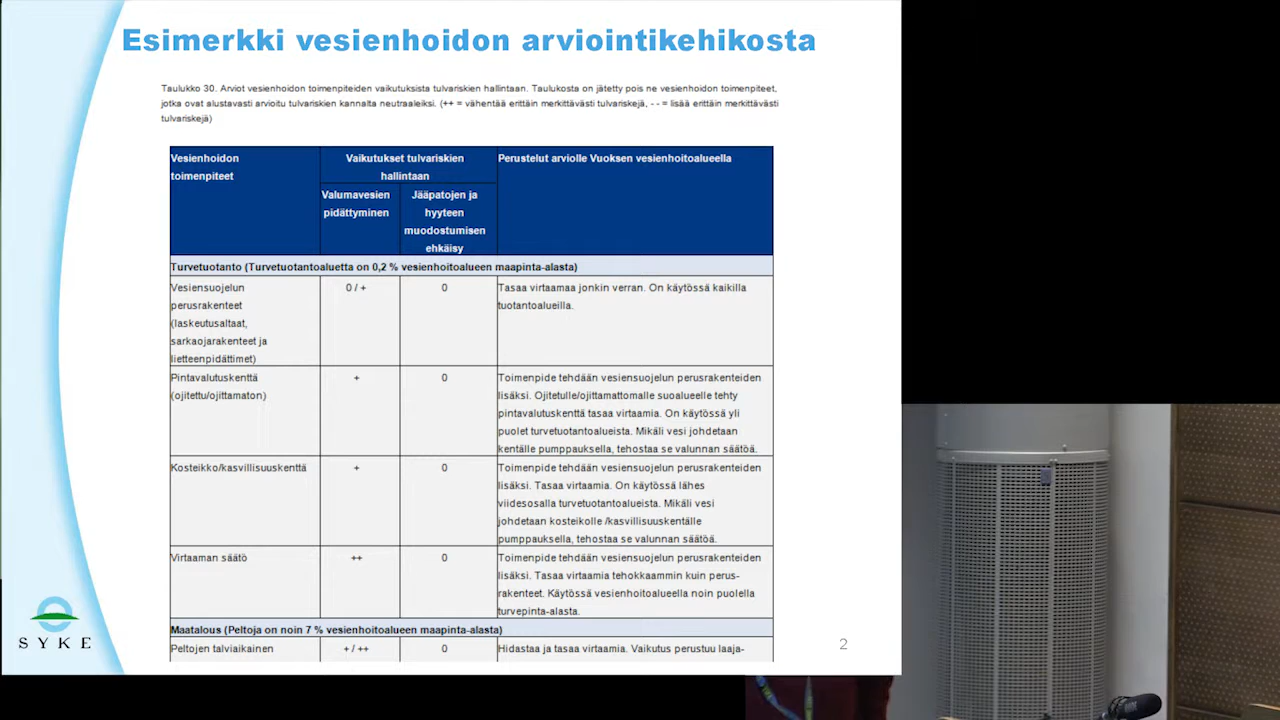 Esimerkki vesienhoidon arviointikehikosta
Taulukko 30. Arviot vesienhoidon toimenpiteiden vaikutuksista tulvariskien hallintaan. Taulukosta on jätetty pois ne vesienhoidon toimenpiteet,
jotka ovat alustavasti arvioitu tulvariskien kannalta neutraaleiksi. (++ = vähentää erittäin merkittävästi tulvariskejä, - - = lisää erittäin merkittävästi
tulvariskejä)
Vesienhoidon
toimenpiteet
Vaikutukset tulvariskien
hallintaan
Perustelut arviolle Vuoksen vesienhoitoalueella
Valumavesien
pidättyminen
Jääpatojen ja
hyyteen
muodostumisen
ehkäisy
Turvetuotanto (Turvetuotantoaluetta on 0,2 % vesienhoitoalueen maapinta-alasta)
Vesiensuojelun
perusrakenteet
(laskeutusaltaat,
sarkaojarakenteet ja
lietteenpidättimet)
0 / +
0
Tasaa virtaamaa jonkin verran. On käytössä kaikilla
tuotantoalueilla.
Pintavalutuskenttä
(ojitettu/ojittamaton)
+
0
Toimenpide tehdään vesiensuojelun perusrakenteiden
lisäksi. Ojitetulle/ojittamattomalle suoalueelle tehty
pintavalutuskenttä tasaa virtaamia. On käytössä yli
puolet turvetuotantoalueista. Mikäli vesi johdetaan
kentälle pumppauksella, tehostaa se valunnan säätöä.
Kosteikko/kasvillisuuskenttä
+
0
Toimenpide tehdään vesiensuojelun perusrakenteiden
lisäksi. Tasaa virtaamia. On käytössä lähes
viidesosalla turvetuotantoalueista. Mikäli vesi
johdetaan kosteikolle /kasvillisuuskentälle
pumppauksella, tehostaa se valunnan säätöä.
Virtaaman säätö
++
0
Toimenpide tehdään vesiensuojelun perusrakenteiden
lisäksi. Tasaa virtaamia tehokkaammin kuin perus-
rakenteet. Käytössä vesienhoitoalueella noin puolella
turvepinta-alasta.
Maatalous (Peltoja on noin 7 % vesienhoitoalueen maapinta-alasta)
Peltojen talviaikainen
+ / ++
0
Hidastaa ja tasaa virtaamia. Vaikutus perustuu laaja-
SYKE
2